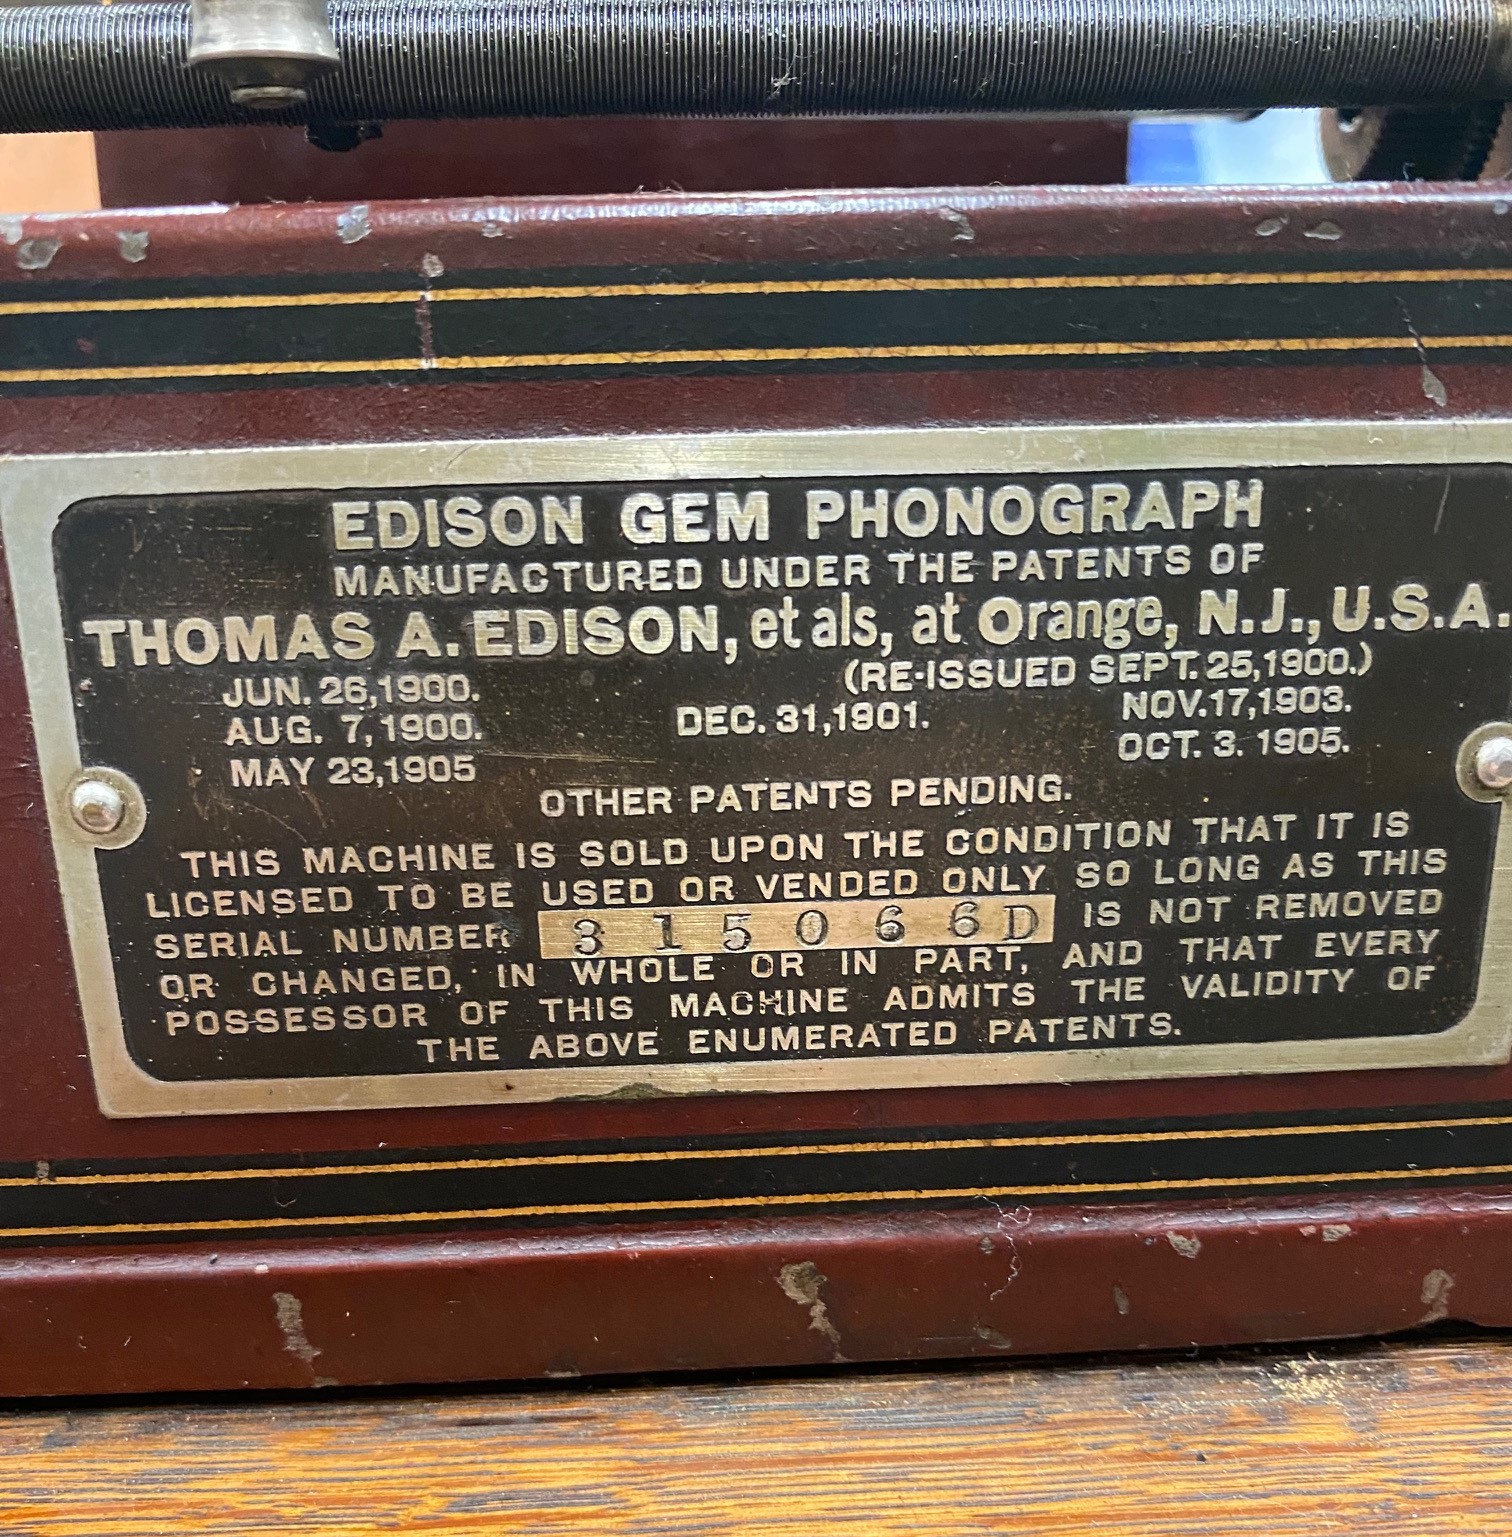 EDISON GEM PHONOGRAPH
MANUFACTURED UNDER THE PATENTS OF
THOMAS A. EDISON, et als, at Orange, N.J., U.S.A.
(RE-ISSUED SEPT. 25,1900.)
JUN. 26,1900.
AUG. 7,1900.
MAY 23,1905
DEC. 31,1901.
NOV.17,1903.
OCT. 3. 1905.
OTHER PATENTS PENDING.
THIS MACHINE IS SOLD UPON THE CONDITION THAT IT IS
LICENSED TO BE USED OR VENDED ONLY SO LONG AS THIS
SERIAL NUMBER 315066D IS NOT REMOVED
OR CHANGED, IN WHOLE OR IN PART, AND THAT EVERY
POSSESSOR OF THIS MACHINE ADMITS THE VALIDITY OF
THE ABOVE ENUMERATED PATENTS.